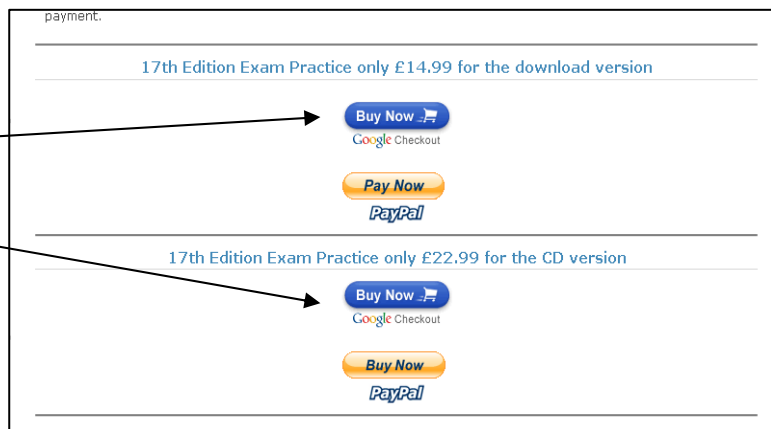 payment.
17th Edition Exam Practice only £14.99 for the download version
Buy Now
Google Checkout
Pay Now
PayPal
17th Edition Exam Practice only £22.99 for the CD version
Buy Now
Google Checkout
Buy Now
PayPal